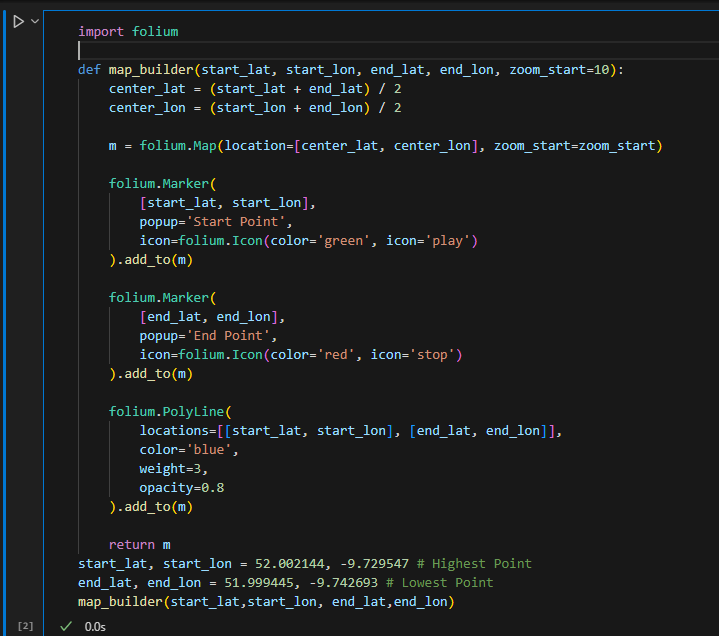 import folium
def map_builder(start_lat, start_lon, end_lat, end_lon, zoom_start=10):
    center_lat = (start_lat + end_lat) / 2
    center_lon = (start_lon + end_lon) / 2
    m = folium.Map(location=[center_lat, center_lon], zoom_start=zoom_start)
    folium.Marker(
        [start_lat, start_lon],
        popup='Start Point',
        icon=folium.Icon(color='green', icon='play')
    ).add_to(m)
    folium.Marker(
        [end_lat, end_lon],
        popup='End Point',
        icon=folium.Icon(color='red', icon='stop')
    ).add_to(m)
    folium.PolyLine(
        locations=[[start_lat, start_lon], [end_lat, end_lon]],
        color='blue',
        weight=3,
        opacity=0.8
    ).add_to(m)
    return m
start_lat, start_lon = 52.002144, -9.729547 # Highest Point
end_lat, end_lon = 51.999445, -9.742693 # Lowest Point
map_builder(start_lat,start_lon, end_lat,end_lon)
[2] ✓ 0.0s